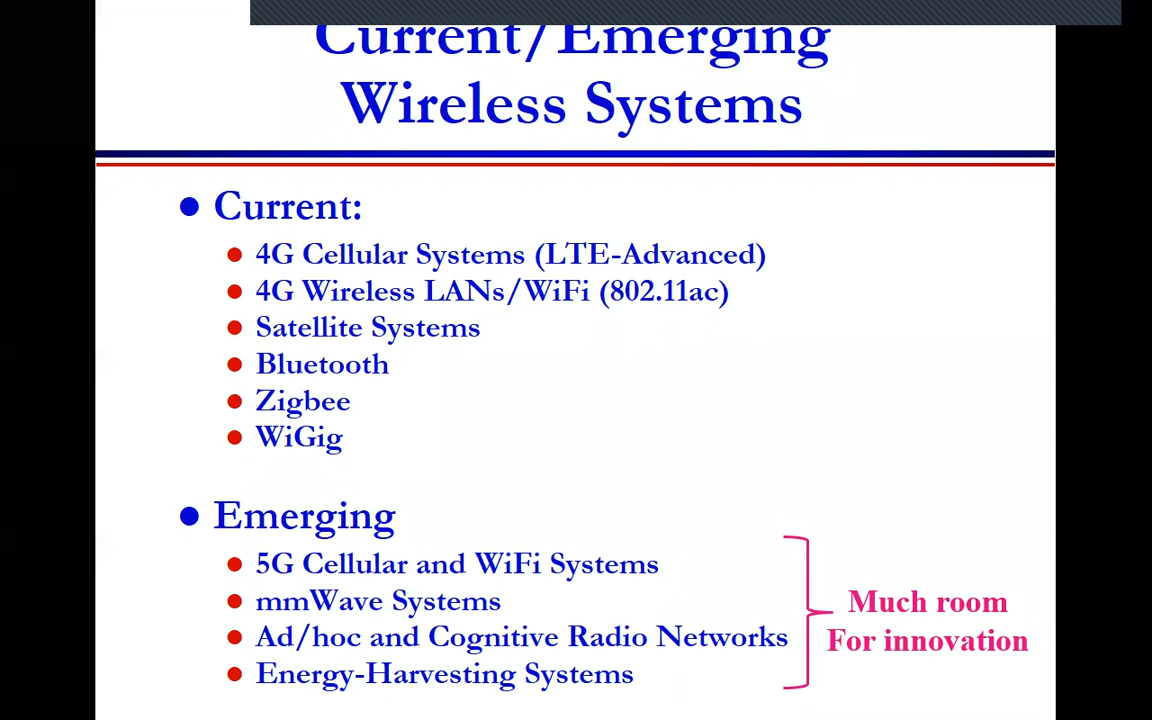 Current/Emerging
Wireless Systems
Current:
4G Cellular Systems (LTE-Advanced)
4G Wireless LANs/WiFi (802.11ac)
Satellite Systems
Bluetooth
Zigbee
WiGig
Emerging
5G Cellular and WiFi Systems
mmWave Systems
Ad/hoc and Cognitive Radio Networks
Energy-Harvesting Systems
Much room
For innovation